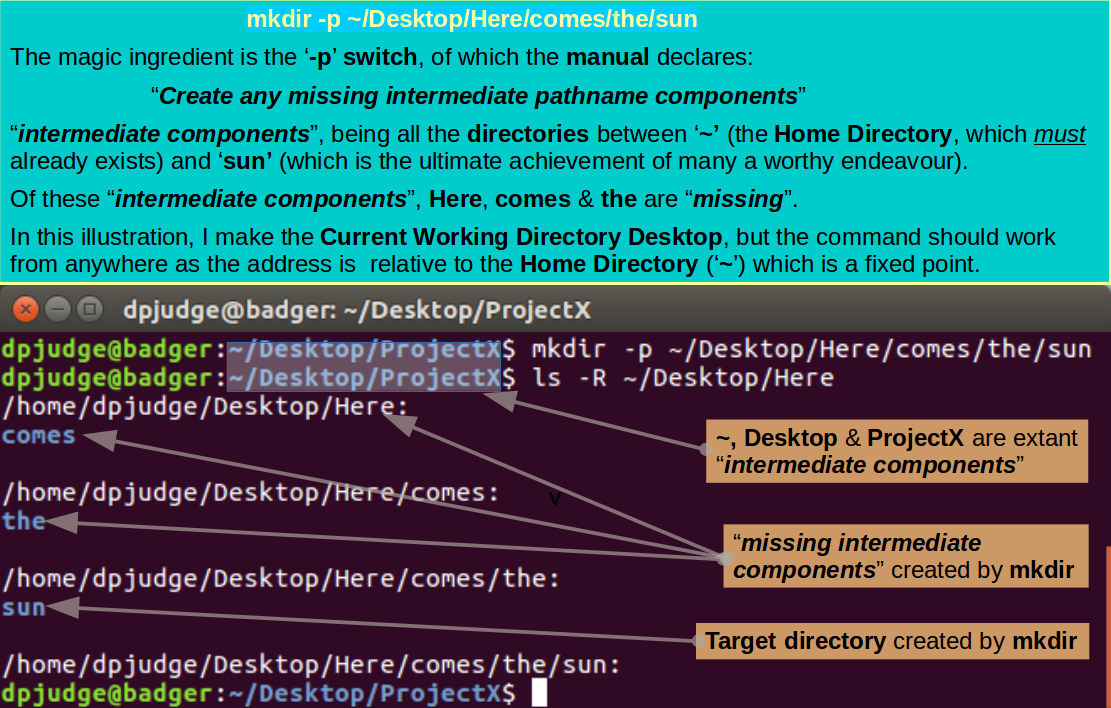 mkdir -p ~/Desktop/Here/comes/the/sun
The magic ingredient is the ‘-p’ switch, of which the manual declares:
“Create any missing intermediate pathname components”
“intermediate components”, being all the directories between ‘~’ (the Home Directory, which must
already exists) and ‘sun’ (which is the ultimate achievement of many a worthy endeavour).
Of these “intermediate components”, Here, comes & the are “missing”.
In this illustration, I make the Current Working Directory Desktop, but the command should work
from anywhere as the address is  relative to the Home Directory (‘~’) which is a fixed point.
dpjudge@badger: ~/Desktop/ProjectX
dpjudge@badger:~/Desktop/ProjectX$ mkdir -p ~/Desktop/Here/comes/the/sun
dpjudge@badger:~/Desktop/ProjectX$ ls -R ~/Desktop/Here
/home/dpjudge/Desktop/Here:
comes
~, Desktop & ProjectX are extant
“intermediate components”
/home/dpjudge/Desktop/Here/comes:
v
the
“missing intermediate
components” created by mkdir
/home/dpjudge/Desktop/Here/comes/the:
sun
Target directory created by mkdir
/home/dpjudge/Desktop/Here/comes/the/sun:
dpjudge@badger:~/Desktop/ProjectX$